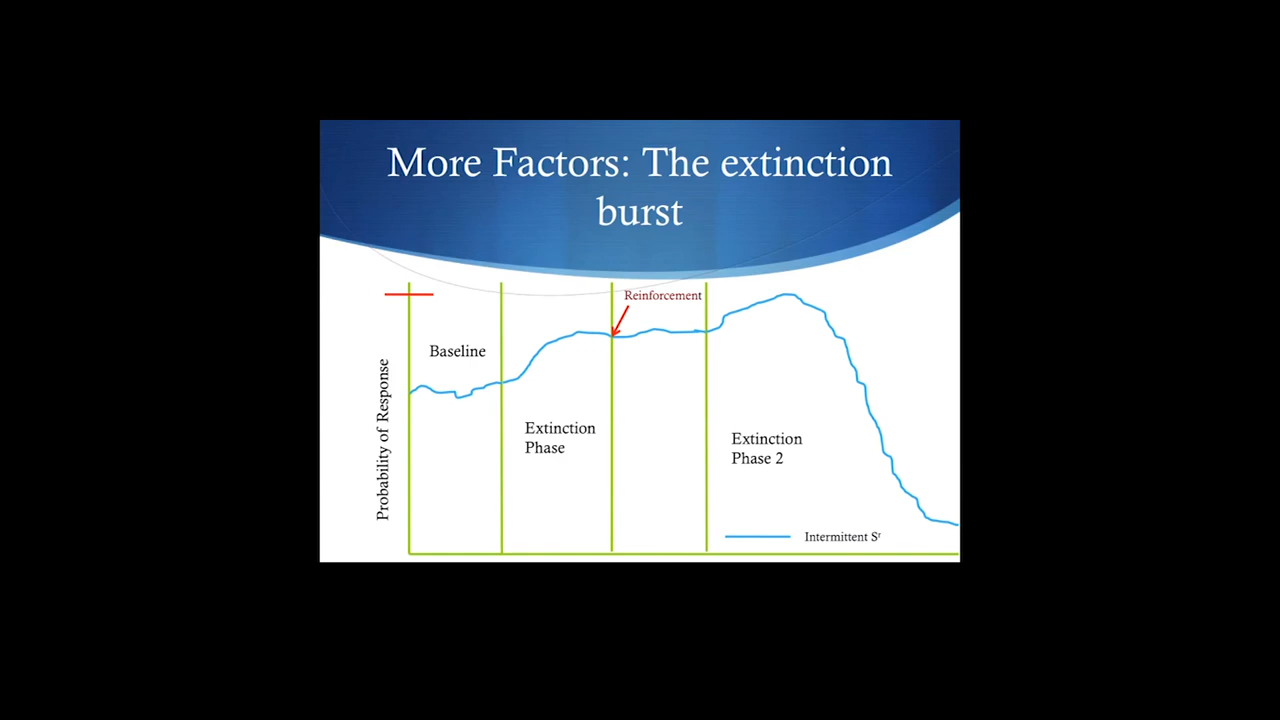 More Factors: The extinction
burst
Reinforcement
Baseline
Probability of Response
Extinction
Phase
Extinction
Phase 2
Intermittent Sʳ